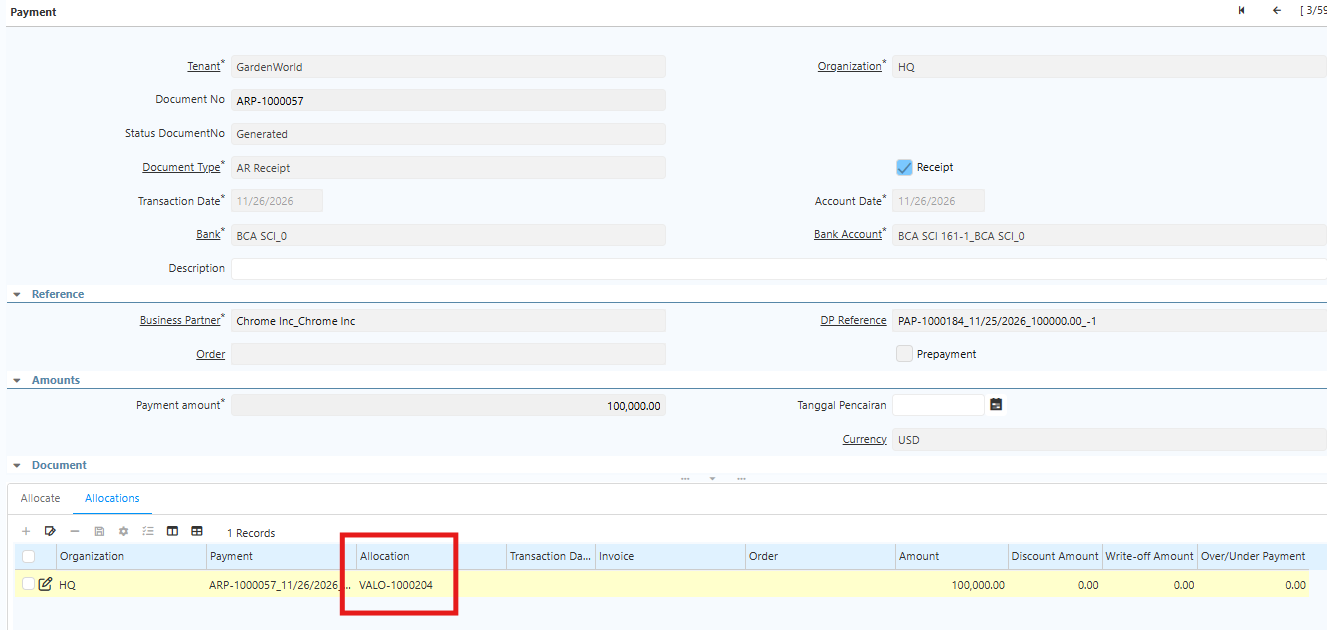 Payment [ 3/59
Tenant* GardenWorld Organization* HQ
Document No ARP-1000057
Status DocumentNo Generated
Document Type* AR Receipt Receipt
Transaction Date* 11/26/2026 Account Date* 11/26/2026
Bank* BCA SCI_0 Bank Account* BCA SCI 161-1_BCA SCI_0
Description
Reference
Business Partner* Chrome Inc_Chrome Inc DP Reference PAP-1000184_11/25/2026_100000.00_-1
Order Prepayment
Amounts
Payment amount* 100,000.00 Tanggal Pencairan
Currency USD
Document
Allocate Allocations
1 Records
Organization Payment Allocation Transaction Da... Invoice Order Amount Discount Amount Write-off Amount Over/Under Payment
HQ ARP-1000057_11/26/2026_... VALO-1000204 100,000.00 0.00 0.00 0.00